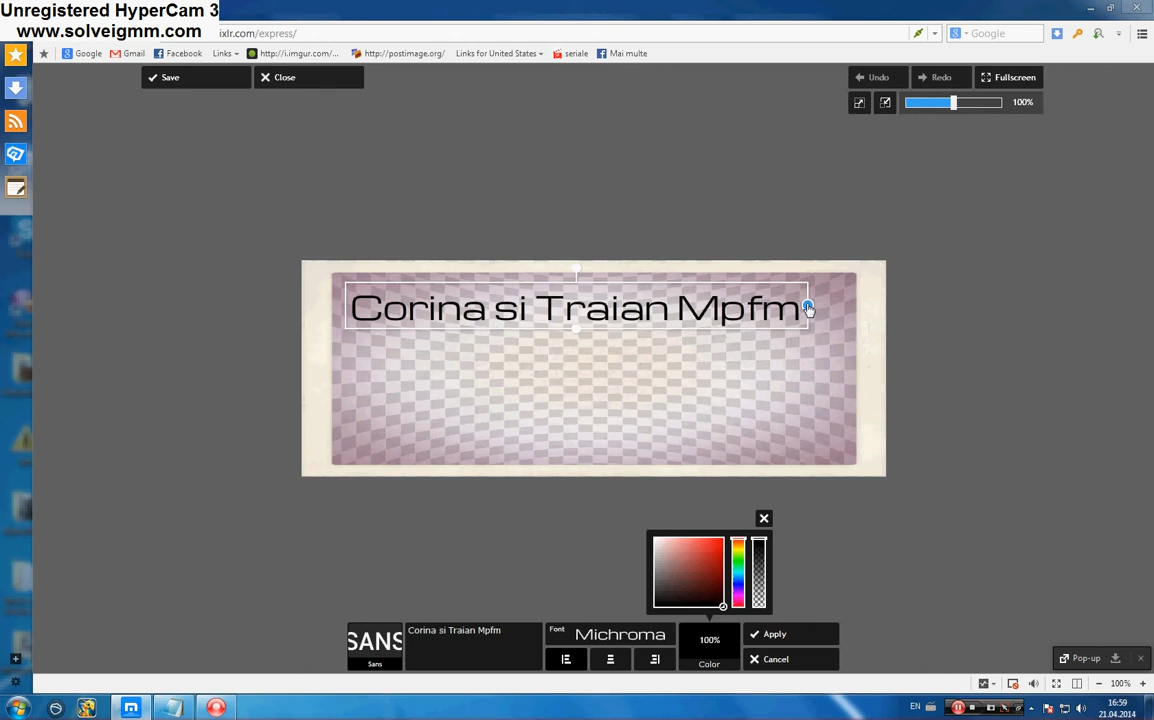 Unregistered HyperCam 3
www.solveigmm.com
ixlr.com/express/
Google
Google
Gmail
Facebook
Links
http://i.imgur.com/...
http://postimage.org/
Links for United States
seriale
Mai multe
Save
Close
Undo
Redo
Fullscreen
100%
Corina si Traian Mpfm
SANS
Sans
Corina si Traian Mpfm
Font
Michroma
100%
Color
Apply
Cancel
Pop-up
100%
EN
16:59
21.04.2014